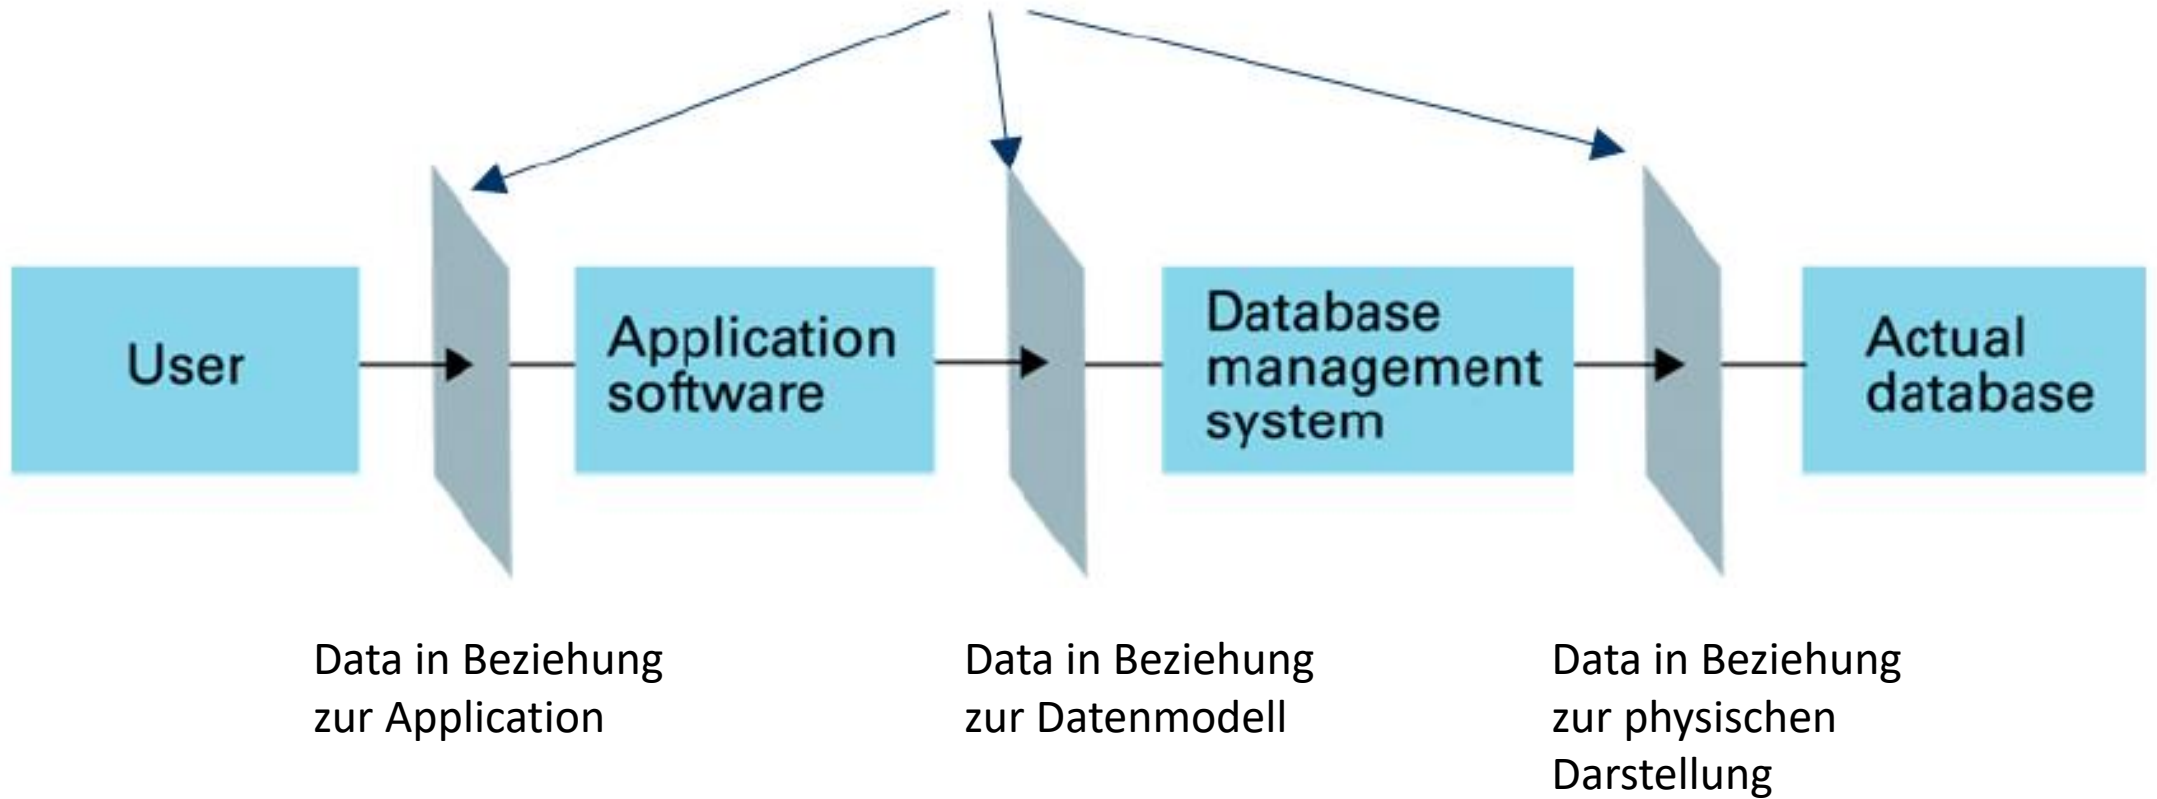 User
Application
software
Database
management
system
Actual
database
Data in Beziehung
zur Application
Data in Beziehung
zur Datenmodell
Data in Beziehung
zur physischen
Darstellung